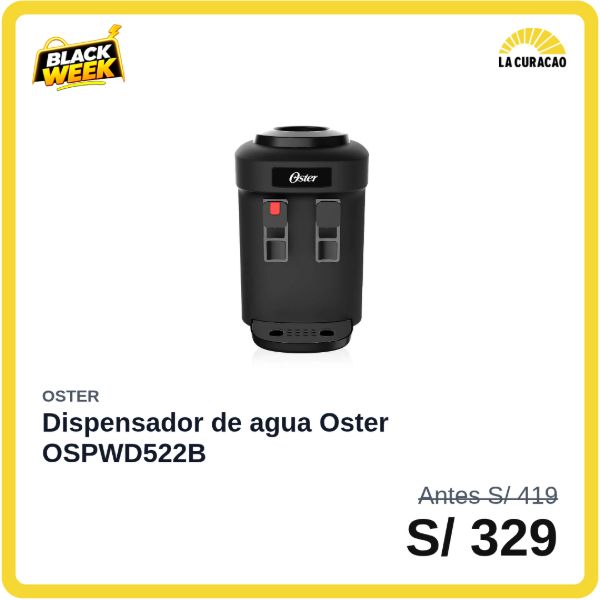 BLACK
WEEK
LA CURACAO
Oster
OSTER
Dispensador de agua Oster
OSPWD522B
Antes S/ 419
S/ 329